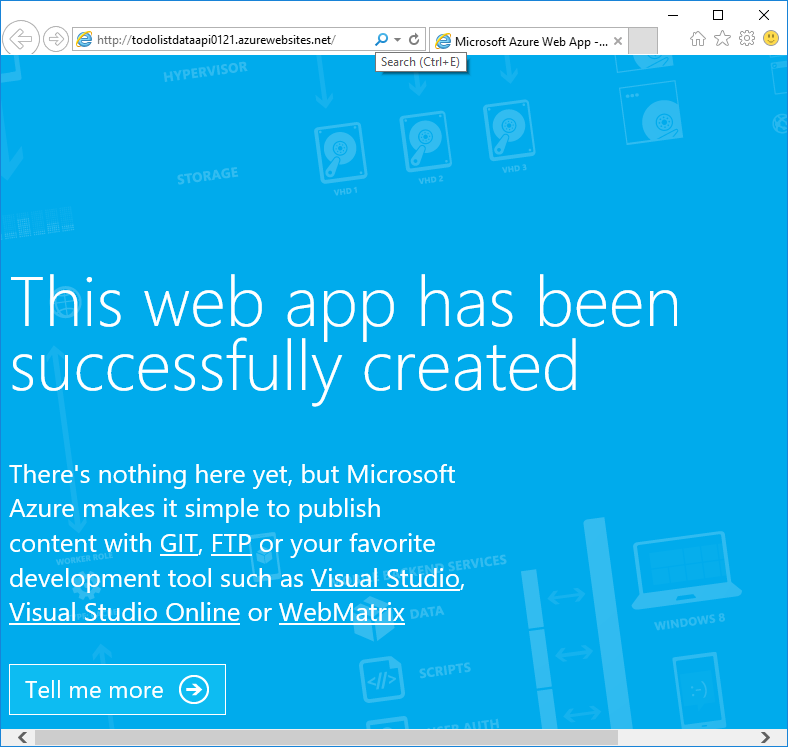 http://todolistdataapi0121.azurewebsites.net/
Microsoft Azure Web App -...
Search (Ctrl+E)
HYPERVISOR
STORAGE
VHD 1
VHD 2
VHD 3
This web app has been
successfully created
There's nothing here yet, but Microsoft
Azure makes it simple to publish
content with GIT, FTP or your favorite
development tool such as Visual Studio,
Visual Studio Online or WebMatrix
WORKER ROLE
BACKEND SERVICES
DATA
WINDOWS 8
SCRIPTS
:-)
</>
USER AUTH
Tell me more